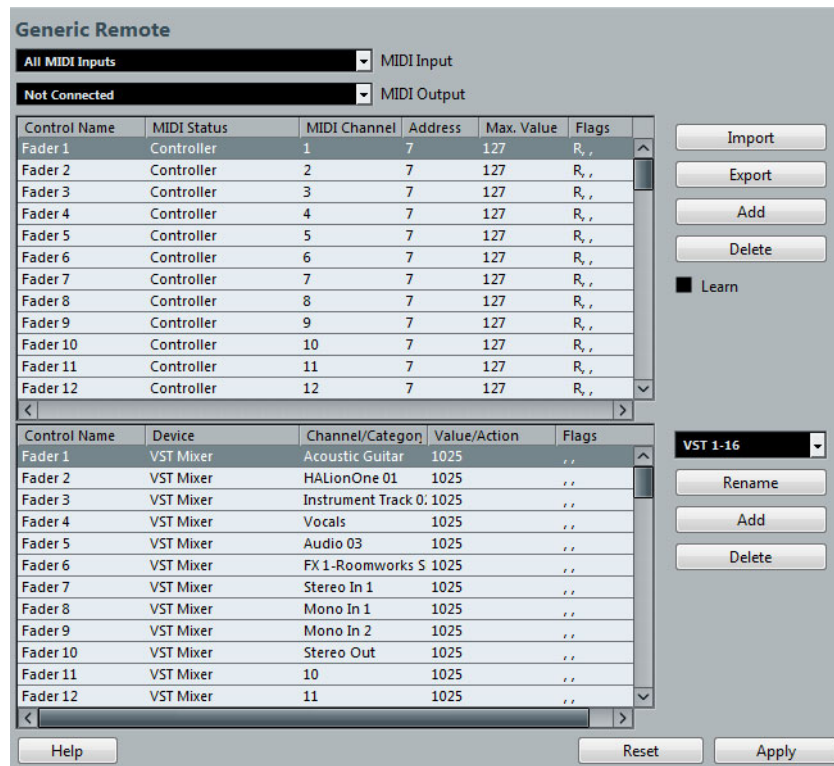 Generic Remote
All MIDI Inputs MIDI Input
Not Connected MIDI Output
Control Name MIDI Status MIDI Channel Address Max. Value Flags
Fader 1 Controller 1 7 127 R, ,
Fader 2 Controller 2 7 127 R, ,
Fader 3 Controller 3 7 127 R, ,
Fader 4 Controller 4 7 127 R, ,
Fader 5 Controller 5 7 127 R, ,
Fader 6 Controller 6 7 127 R, ,
Fader 7 Controller 7 7 127 R, ,
Fader 8 Controller 8 7 127 R, ,
Fader 9 Controller 9 7 127 R, ,
Fader 10 Controller 10 7 127 R, ,
Fader 11 Controller 11 7 127 R, ,
Fader 12 Controller 12 7 127 R, ,
Import
Export
Add
Delete
Learn
Control Name Device Channel/Categor Value/Action Flags
Fader 1 VST Mixer Acoustic Guitar 1025 , ,
Fader 2 VST Mixer HALionOne 01 1025 , ,
Fader 3 VST Mixer Instrument Track 0 1025 , ,
Fader 4 VST Mixer Vocals 1025 , ,
Fader 5 VST Mixer Audio 03 1025 , ,
Fader 6 VST Mixer FX 1-Roomworks S 1025 , ,
Fader 7 VST Mixer Stereo In 1 1025 , ,
Fader 8 VST Mixer Mono In 1 1025 , ,
Fader 9 VST Mixer Mono In 2 1025 , ,
Fader 10 VST Mixer Stereo Out 1025 , ,
Fader 11 VST Mixer 10 1025 , ,
Fader 12 VST Mixer 11 1025 , ,
VST 1-16
Rename
Add
Delete
Help Reset Apply